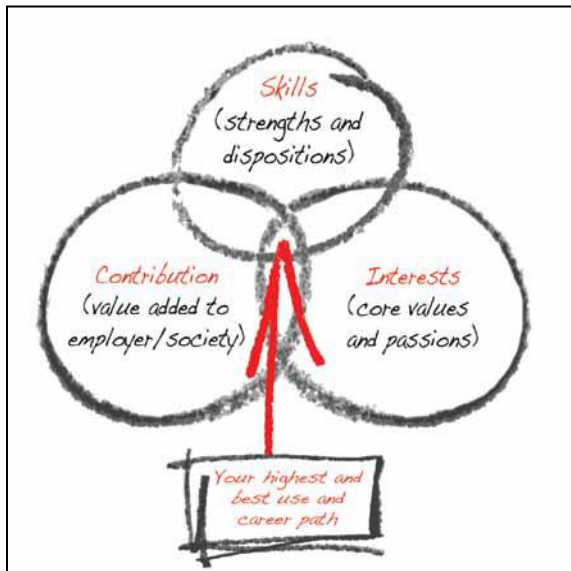 Skills
(strengths and
dispositions)
Contribution
(value added to
employer/society)
Interests
(core values
and passions)
Your highest and
best use and
career path